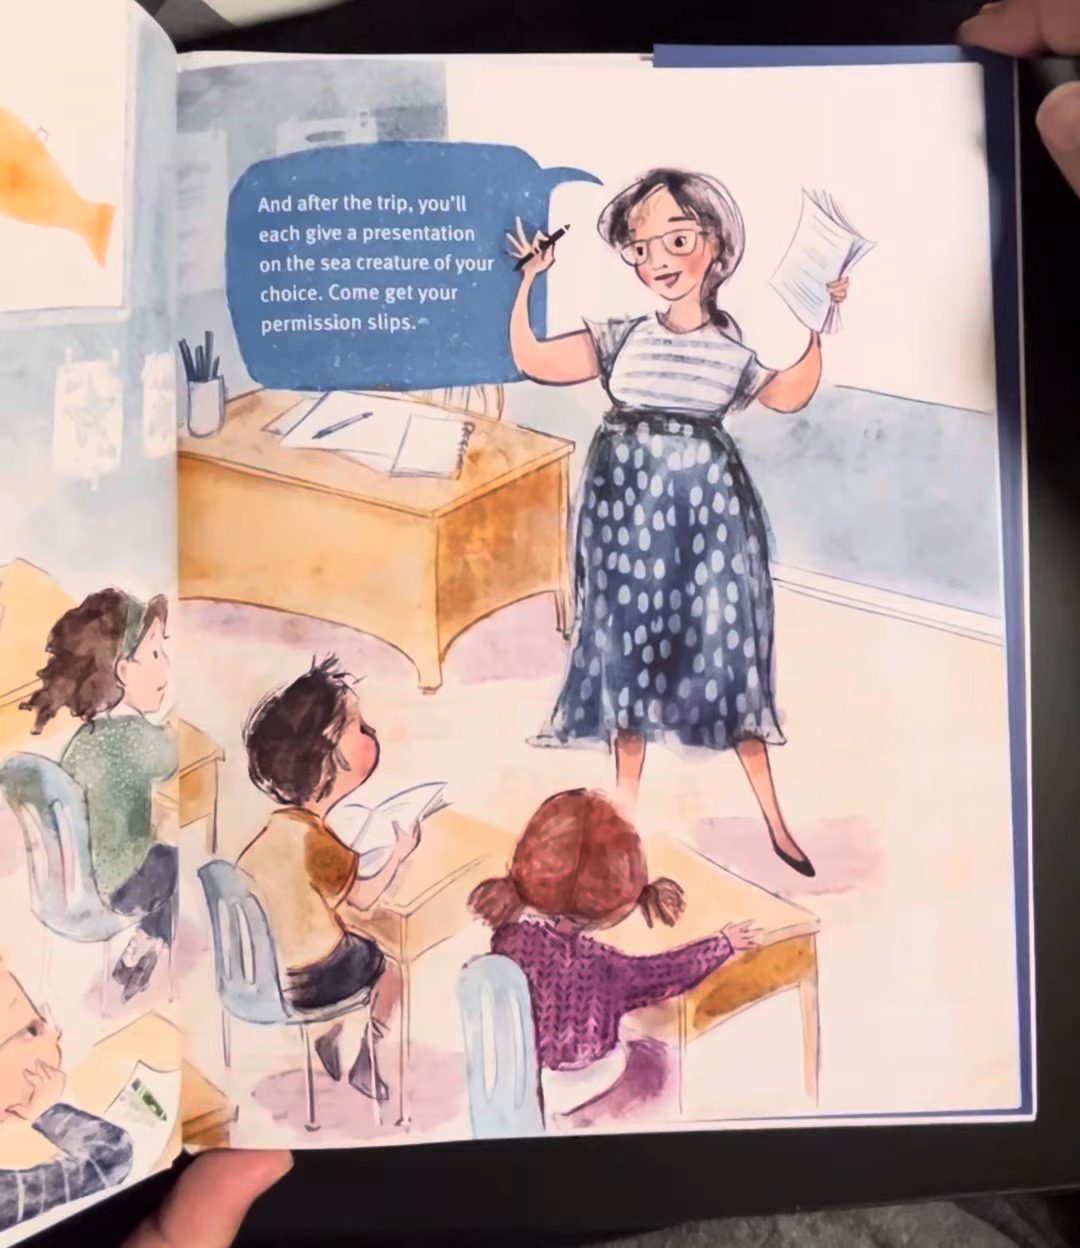 And after the trip, you'll
each give a presentation
on the sea creature of your
choice. Come get your
permission slips.